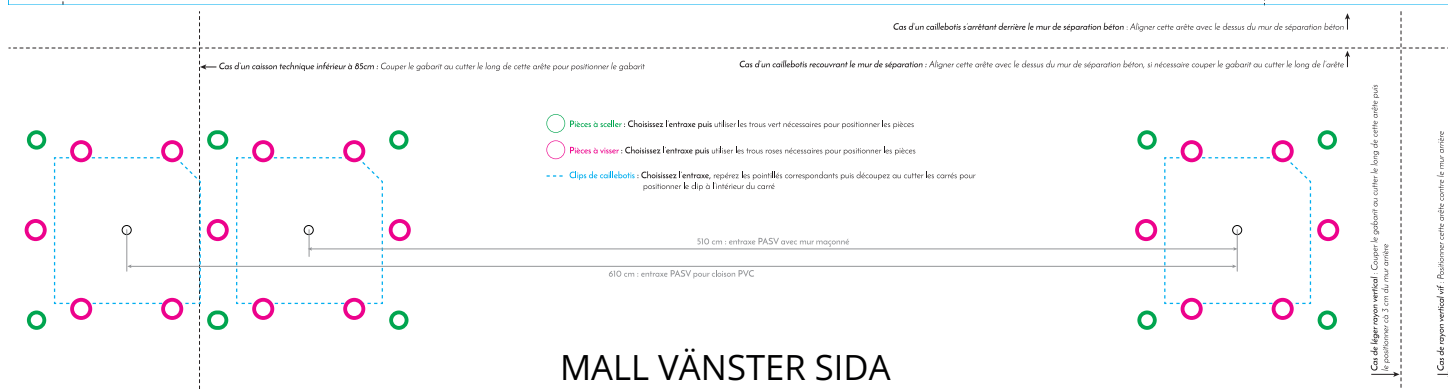 Cas d'un caillebotis s'arrêtant derrière le mur de séparation béton : Aligner cette arête avec le dessus du mur de séparation béton
Cas d'un caisson technique inférieur à 85cm : Couper le gabarit au cutter le long de cette arête pour positionner le gabarit
Cas d'un caillebotis recouvrant le mur de séparation : Aligner cette arête avec le dessus du mur de séparation béton, si nécessaire couper le gabarit au cutter le long de l'arête
Pièces à sceller : Choisissez l'entraxe puis utiliser les trous vert nécessaires pour positionner les pièces
Pièces à visser : Choisissez l'entraxe puis utiliser les trous roses nécessaires pour positionner les pièces
Clips de caillebotis : Choisissez l'entraxe, repérez les pointillés correspondants puis découpez au cutter les carrés pour
positionner le clip à l'intérieur du carré
510 cm : entraxe PASV avec mur maçonné
610 cm : entraxe PASV pour cloison PVC
Cas de léger rayon vertical : Couper le gabarit au cutter le long de cette arête puis
le positionner cà 3 cm du mur arrière
Cas de rayon vertical vif : Positionner cette arête contre le mur arrière
MALL VÄNSTER SIDA